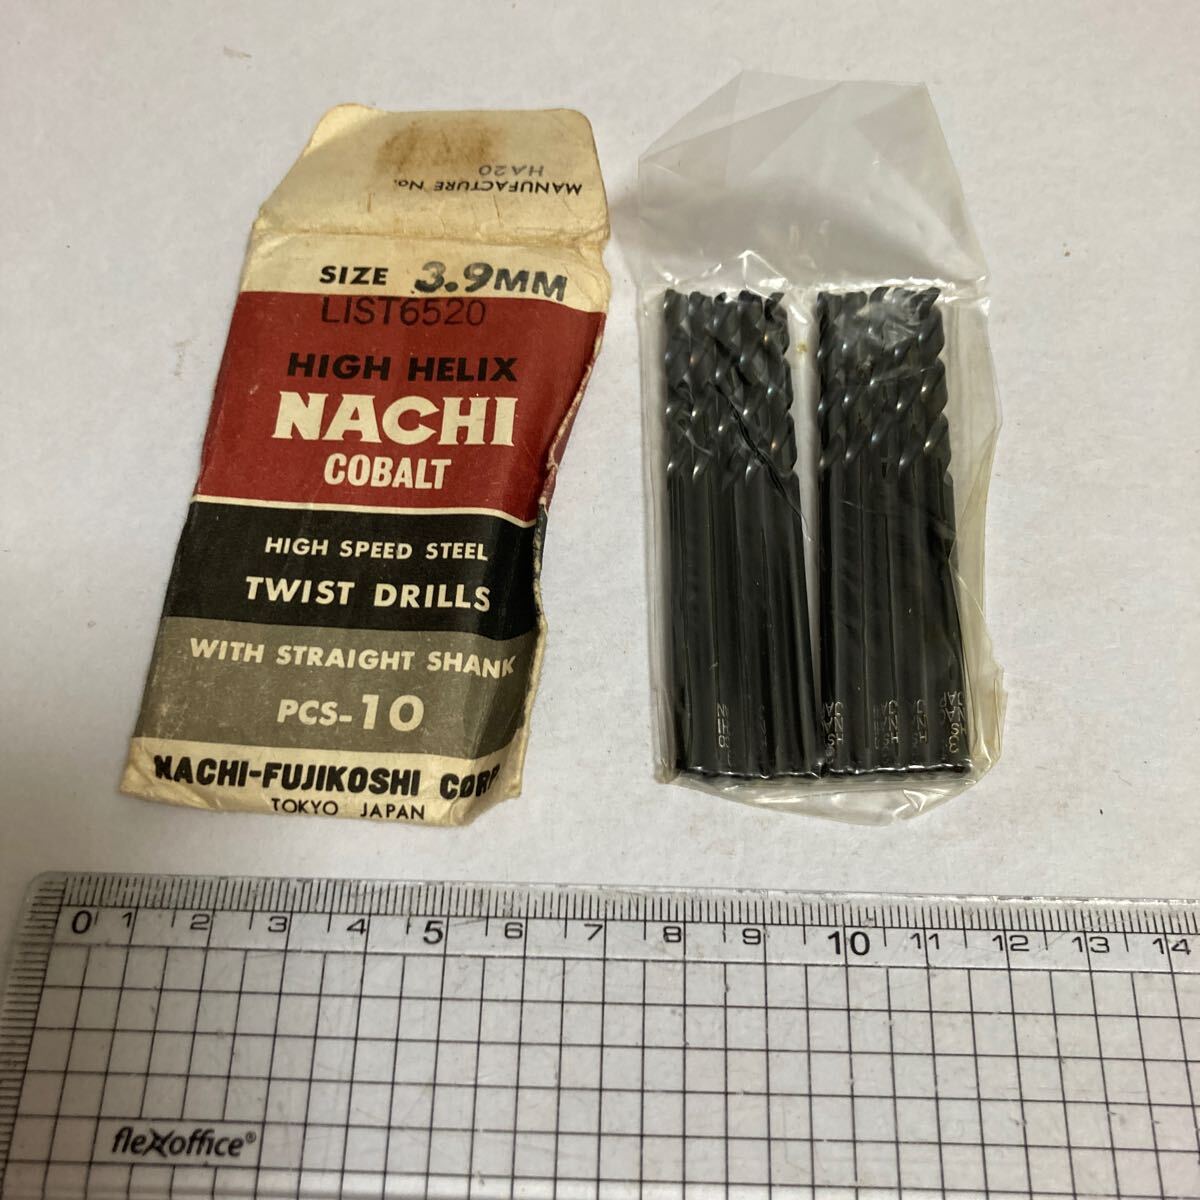 MANUFACTURE No.
HA20
SIZE 3.9MM
LIST6520
HIGH HELIX
NACHI
COBALT
HIGH SPEED STEEL
TWIST DRILLS
WITH STRAIGHT SHANK
PCS-10
NACHI-FUJIKOSHI CORP
TOKYO JAPAN
0 1 2 3 4 5 6 7 8 9 10 11 12 13 14
flexoffice®